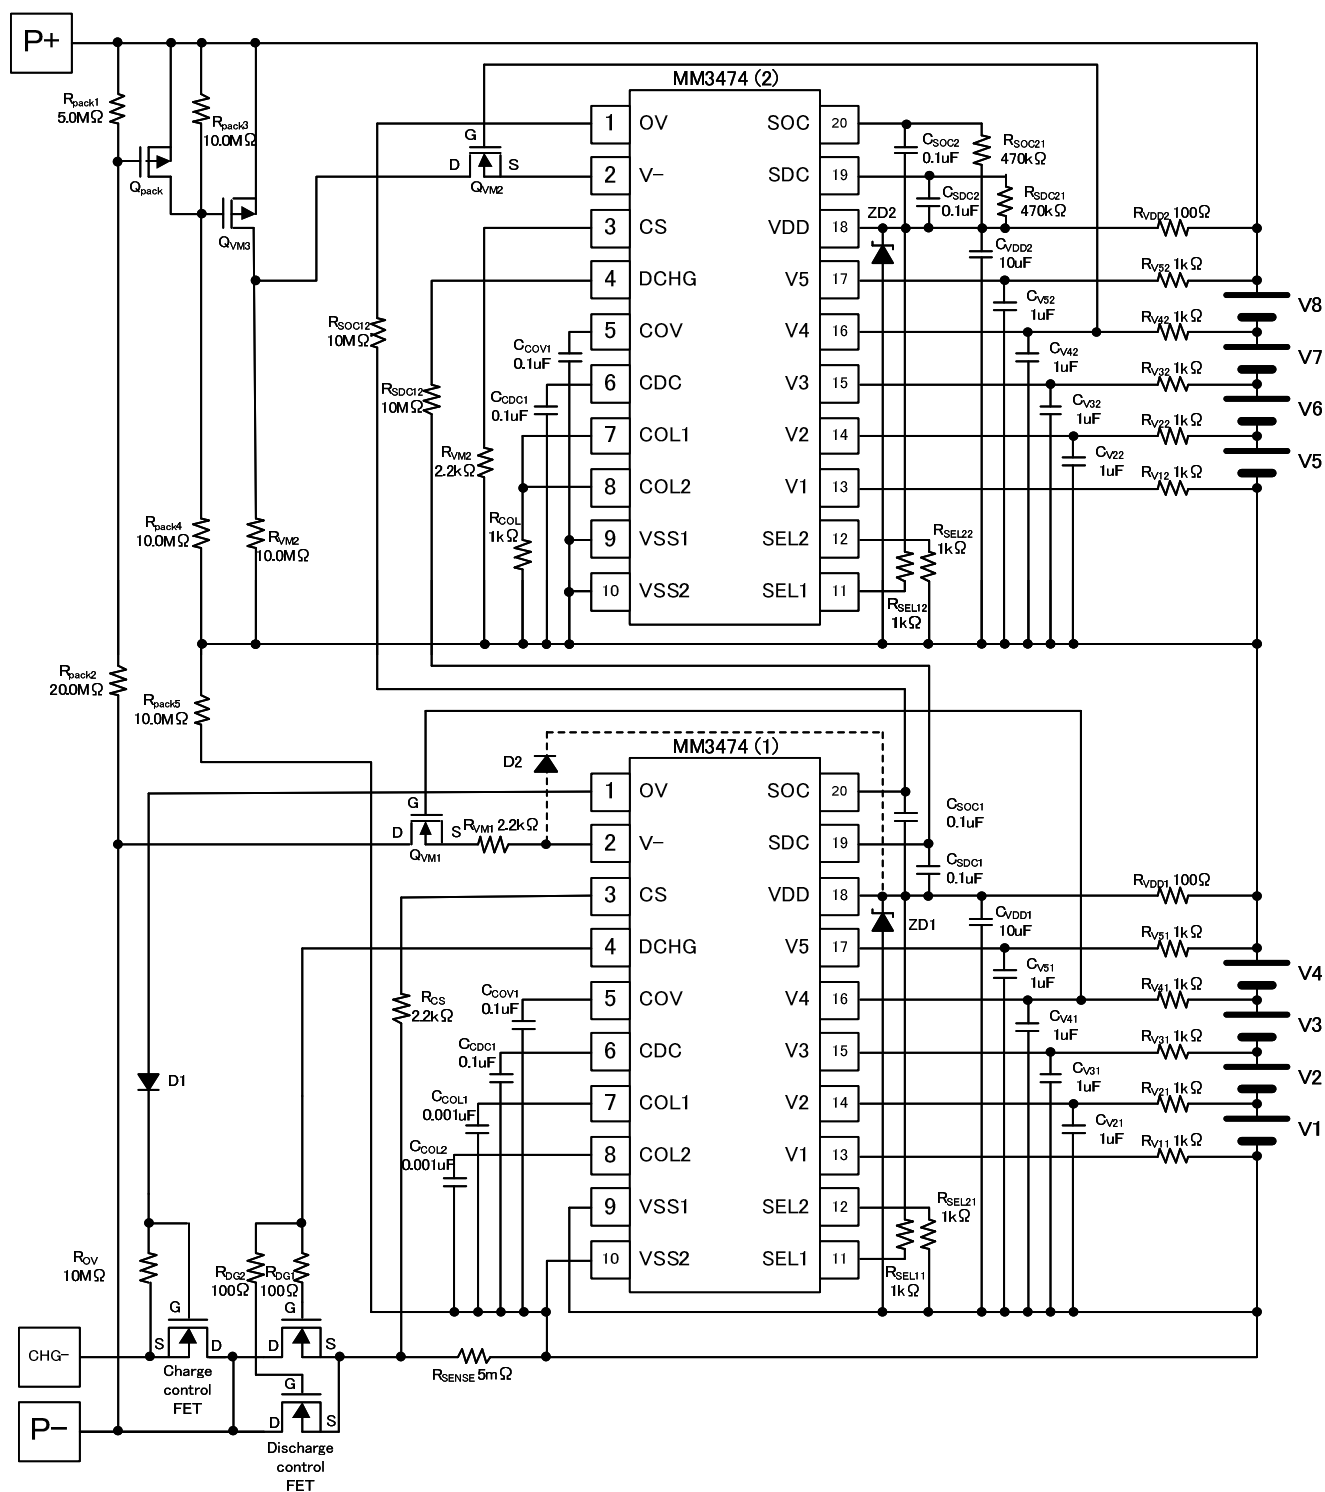 P+
Rpack1
5.0MΩ
Rpack3
10.0MΩ
Qpack
QVM3
Rpack4
10.0MΩ
RVM2
10.0MΩ
Rpack2
20.0MΩ
Rpack5
10.0MΩ
MM3474 (2)
G
D
S
QVM2
1
OV
2
V-
3
CS
4
DCHG
5
COV
6
CDC
7
COL1
8
COL2
9
VSS1
10
VSS2
SOC
20
SDC
19
VDD
18
V5
17
V4
16
V3
15
V2
14
V1
13
SEL2
12
SEL1
11
RSOC12
10MΩ
RSDC12
10MΩ
RVM2
2.2kΩ
CCOV1
0.1uF
CCDC1
0.1uF
RCOL
1kΩ
CSOC2
0.1uF
RSOC21
470kΩ
CSDC2
0.1uF
RSDC21
470kΩ
ZD2
CVDD2
10uF
RVDD2 100Ω
RV52 1kΩ
CV52
1uF
RV42 1kΩ
CV42
1uF
RV32 1kΩ
CV32
1uF
RV22 1kΩ
CV22
1uF
RV12 1kΩ
RSEL22
1kΩ
RSEL12
1kΩ
V8
V7
V6
V5
MM3474 (1)
D2
G
D
S
QVM1
RVM1 2.2kΩ
1
OV
2
V-
3
CS
4
DCHG
5
COV
6
CDC
7
COL1
8
COL2
9
VSS1
10
VSS2
SOC
20
SDC
19
VDD
18
V5
17
V4
16
V3
15
V2
14
V1
13
SEL2
12
SEL1
11
CSOC1
0.1uF
CSDC1
0.1uF
ZD1
CVDD1
10uF
RVDD1 100Ω
RV51 1kΩ
CV51
1uF
RV41 1kΩ
CV41
1uF
RV31 1kΩ
CV31
1uF
RV21 1kΩ
CV21
1uF
RV11 1kΩ
RSEL21
1kΩ
RSEL11
1kΩ
V4
V3
V2
V1
RCS
2.2kΩ
CCOV1
0.1uF
CCDC1
0.1uF
CCOL1
0.001uF
CCOL2
0.001uF
D1
ROV
10MΩ
RDG2
100Ω
RDG1
100Ω
CHG-
G
S
D
Charge
control
FET
G
D
S
RSENSE 5mΩ
P-
G
D
S
Discharge
control
FET